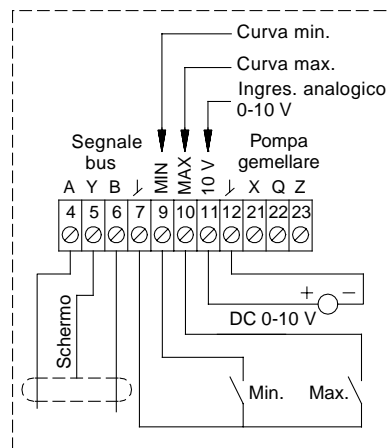 Curva min.
Curva max.
Ingres. analogico
0-10 V
Segnale
bus
MIN
MAX
10 V
Pompa
gemellare
A Y B X Q Z
4 5 6 7 9 10 11 12 21 22 23
+ −
DC 0-10 V
Schermo
Min. Max.